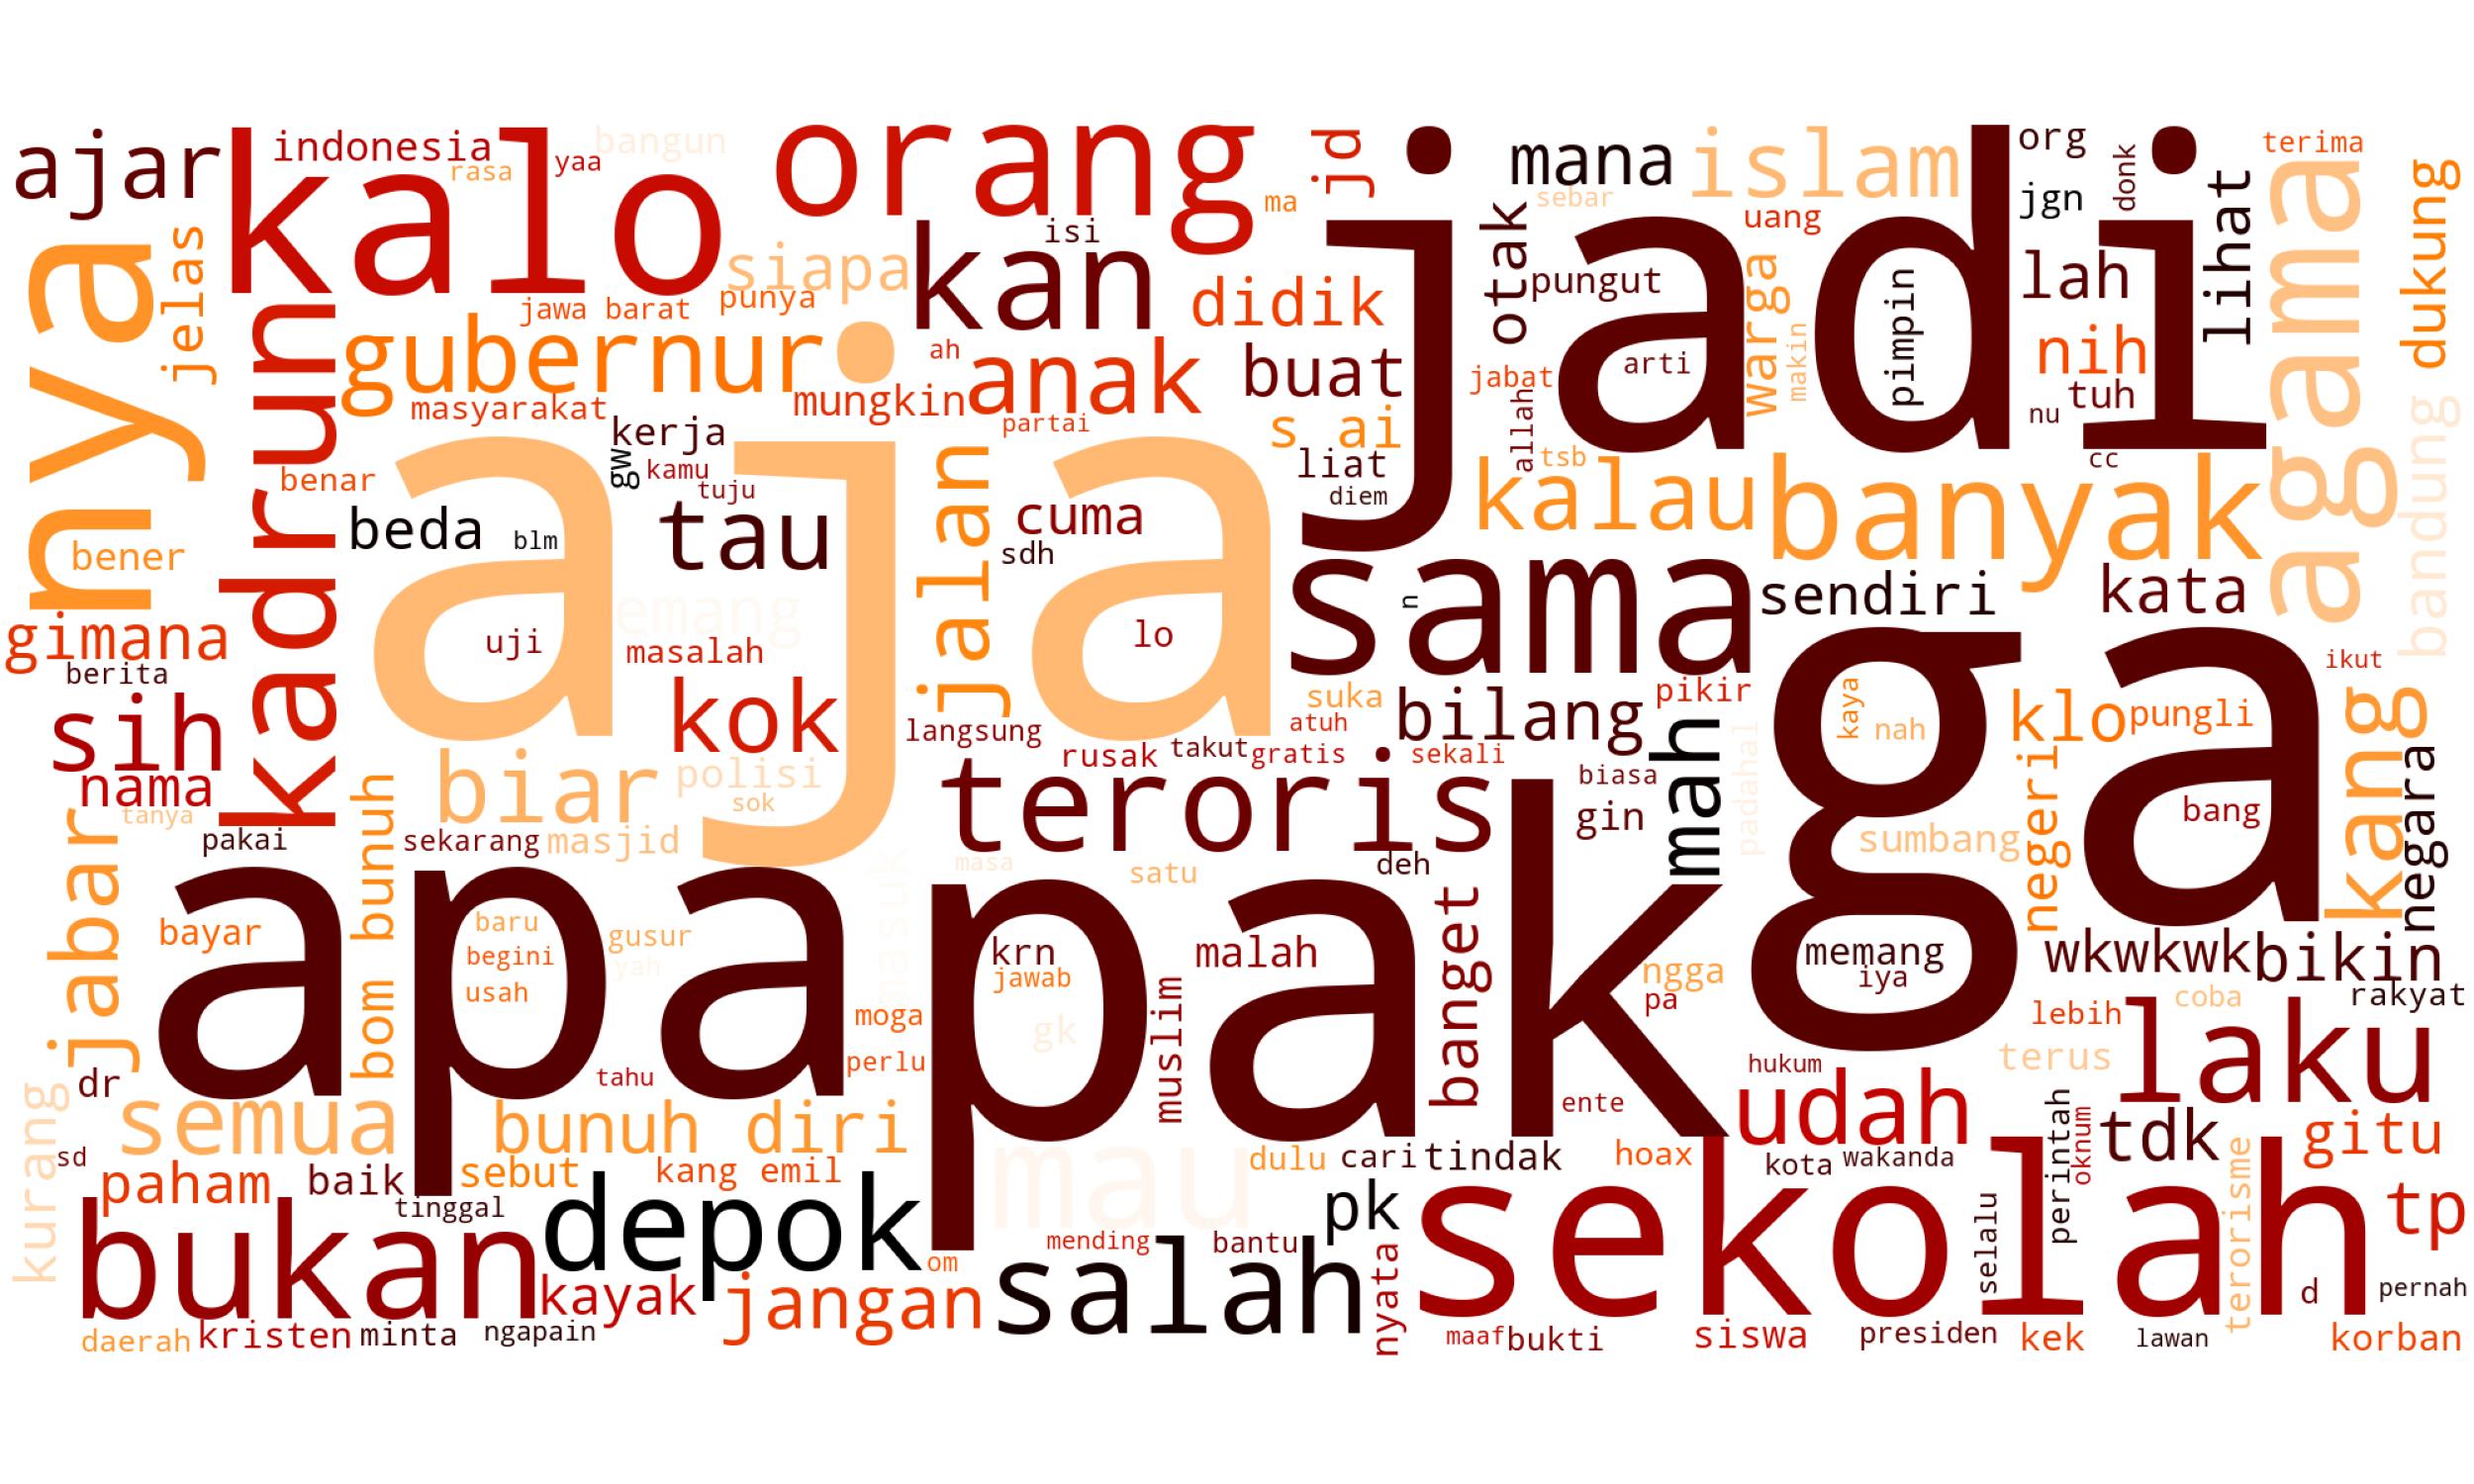 ajar
indonesia
rasa
yaa
bangun
kalo
orang
ma
jd
jadi
mana
islam
sebar
uang
org
jgn
donk
lihat
terima
agama
dukung
nya
jelas
kadrun
siapa
jawa barat
punya
gubernur
masyarakat
kan
isi
didik
otak
pungut
warga
makin
pimpin
lah
nih
tuh
nu
bandung
mungkin
ah
anak
partai
buat
s ai
jabat
arti
allah
tsb
liat
diem
kalau
banyak
cc
benar
kerja
gw
kamu
tuju
aja
beda
blm
tau
jalan
cuma
sdh
bener
gimana
berita
emang
uji
masalah
lo
sama
n
sendiri
kata
ga
ikut
sih
nama
tanya
kok
langsung
suka
atuh
bilang
pikir
mah
padahal
kaya
nah
klo
pungli
kang
negara
negeri
biar
polisi
sok
rusak
takut
gratis
sekali
biasa
gin
teroris
bang
sumbang
jabar
pakai
bom bunuh
sekarang
masjid
masuk
masa
satu
deh
banget
apa
pak
bayar
baru
begini
usah
gusur
yah
krn
jawab
gk
malah
muslim
ngga
pa
memang
iya
wkwkwk
bikin
rakyat
coba
lebih
terus
laku
moga
perlu
tahu
dr
kurang
semua
bunuh diri
sd
paham
baik
sebut
kang emil
mau
dulu
cari
tindak
ente
hoax
udah
hukum
kota
wakanda
perintah
oknum
tdk
gitu
terorisme
tp
bukan
tinggal
depok
om
mending
bantu
pk
nyata
sekolah
selalu
d
pernah
kayak
jangan
salah
daerah
kristen
minta
ngapain
maaf
bukti
siswa
presiden
kek
lawan
korban